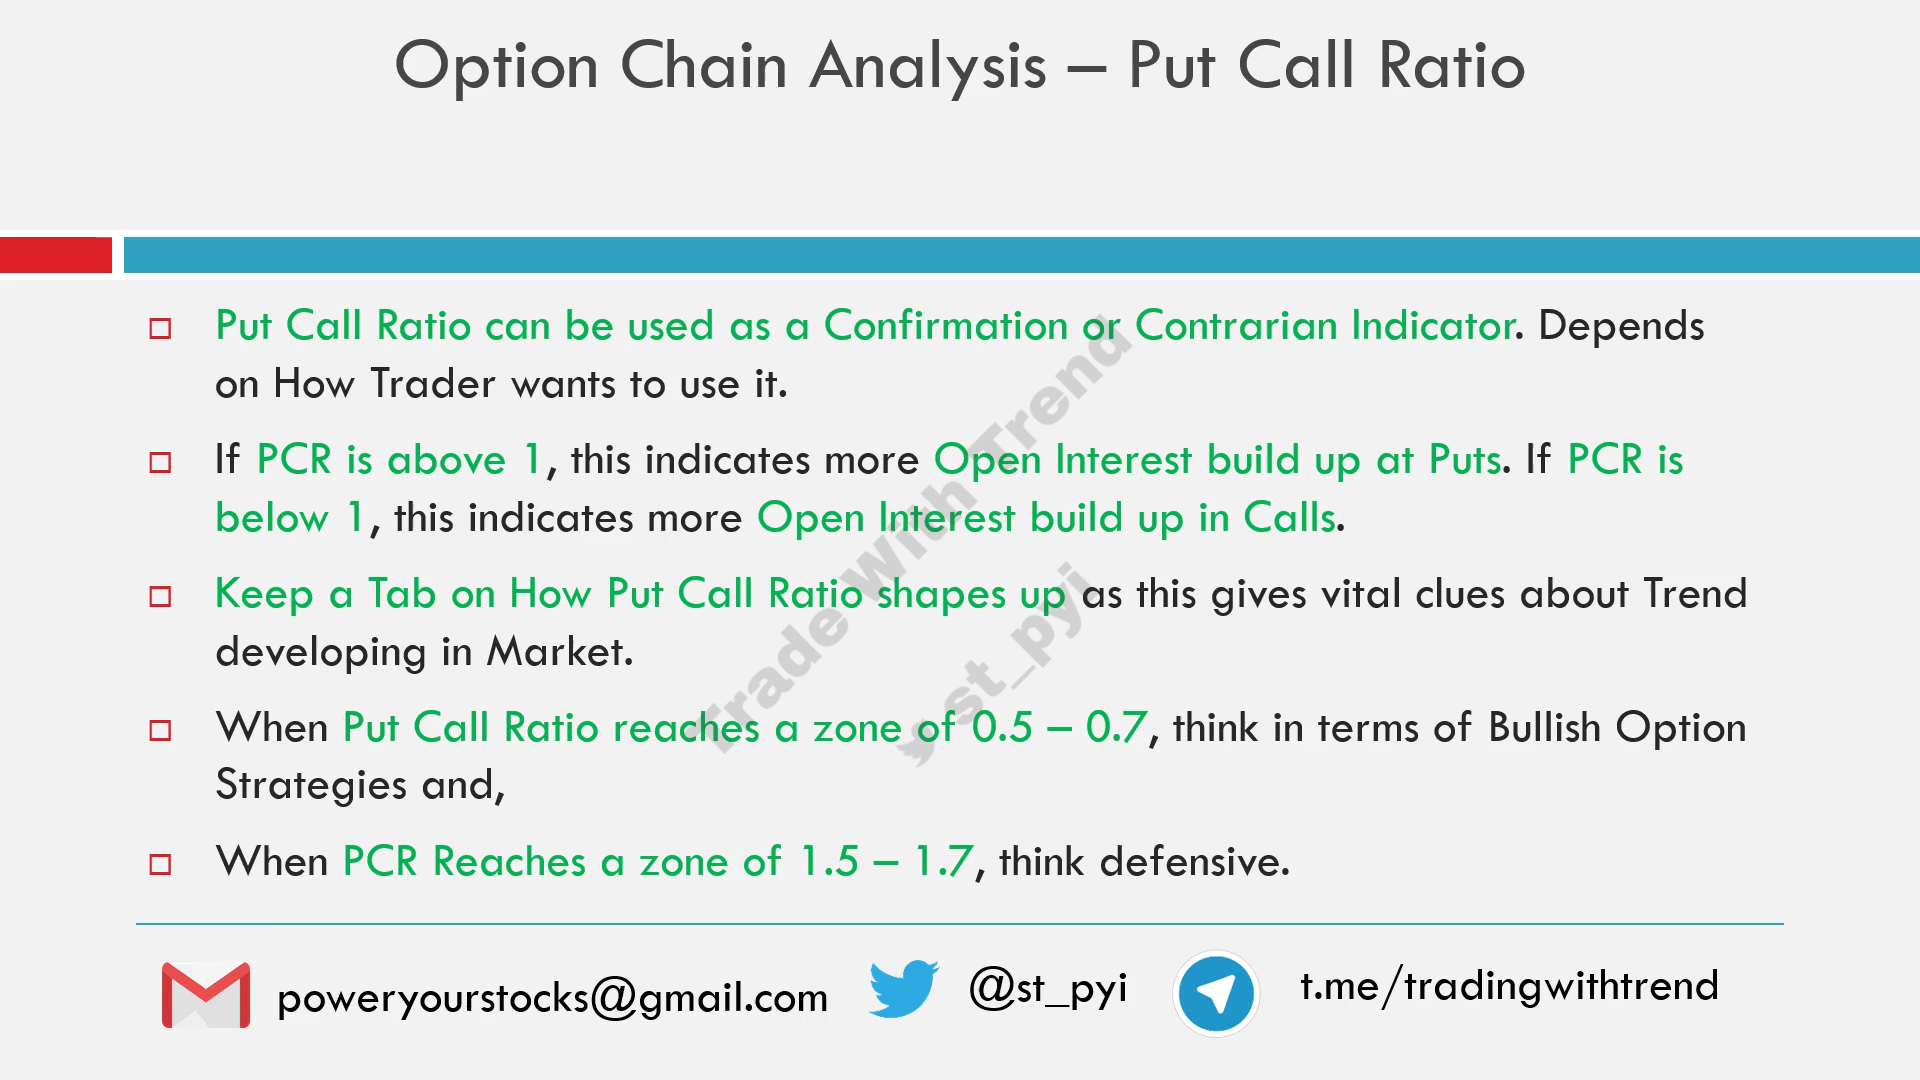 Option Chain Analysis – Put Call Ratio
Put Call Ratio can be used as a Confirmation or Contrarian Indicator. Depends
on How Trader wants to use it.
If PCR is above 1, this indicates more Open Interest build up at Puts. If PCR is
below 1, this indicates more Open Interest build up in Calls.
Keep a Tab on How Put Call Ratio shapes up as this gives vital clues about Trend
developing in Market.
When Put Call Ratio reaches a zone of 0.5 – 0.7, think in terms of Bullish Option
Strategies and,
When PCR Reaches a zone of 1.5 – 1.7, think defensive.
Trade With Trend
st_pyi
poweryourstocks@gmail.com
@st_pyi
t.me/tradingwithtrend